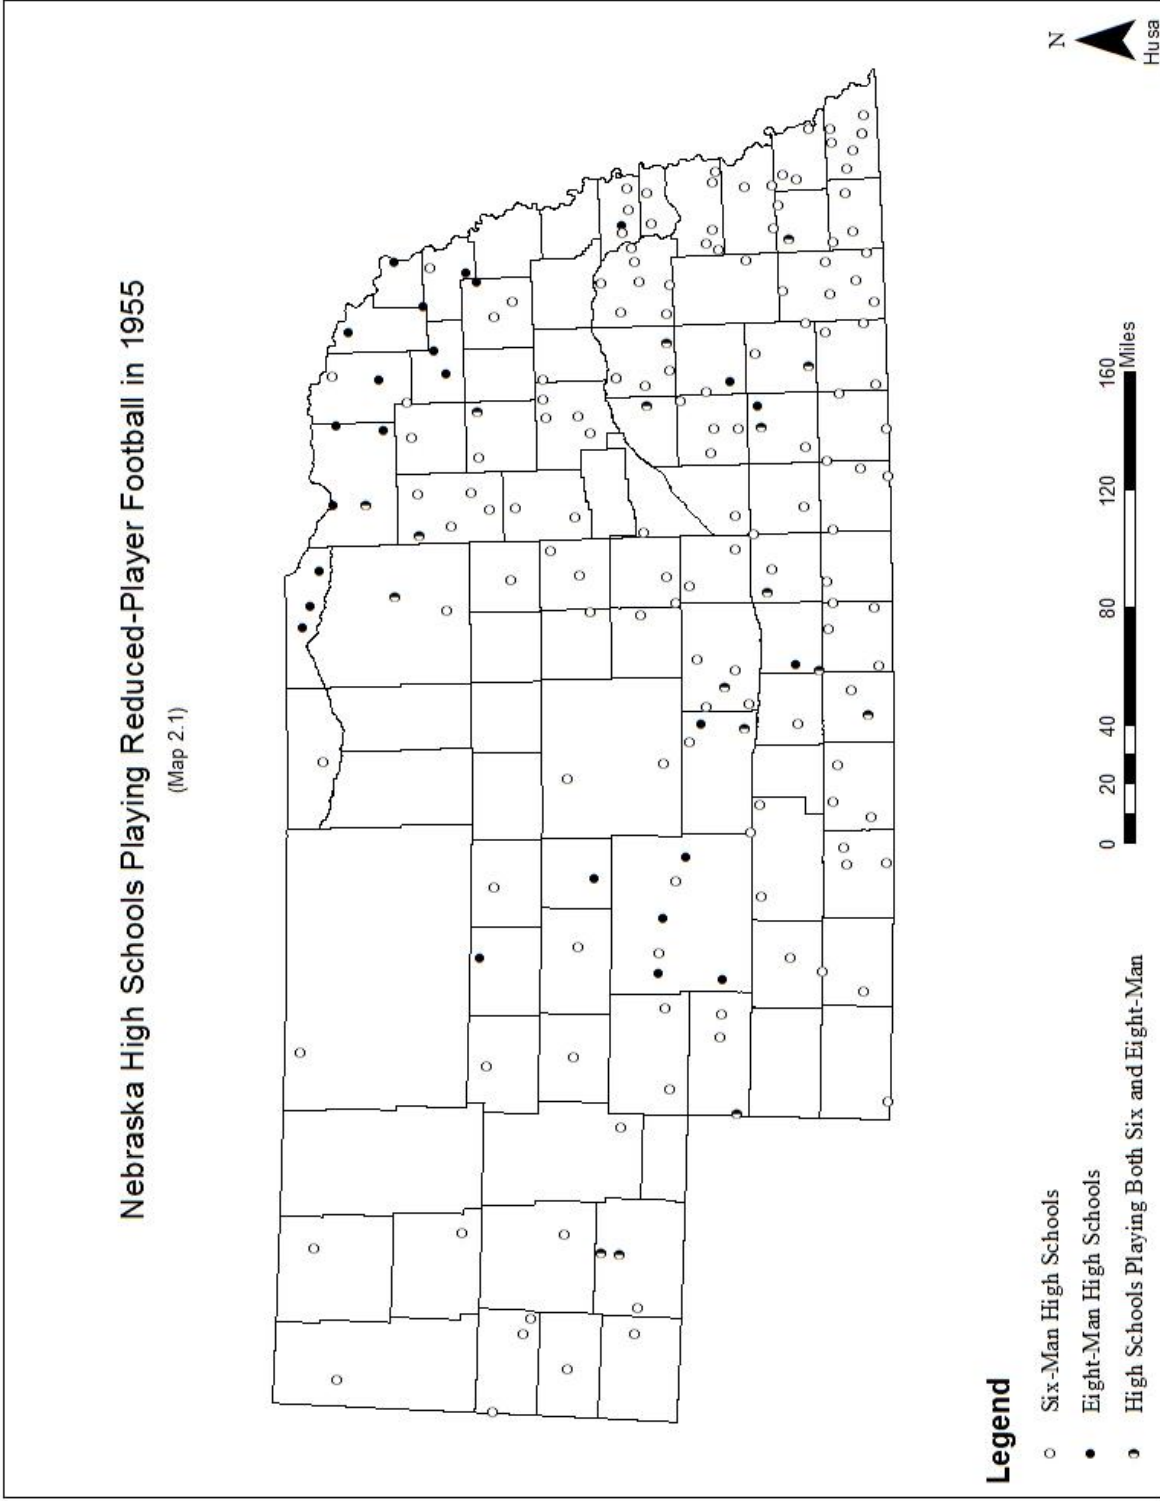 Nebraska High Schools Playing Reduced-Player Football in 1955
(Map 2.1)
Legend
Six-Man High Schools
Eight-Man High Schools
High Schools Playing Both Six and Eight-Man
0 20 40 80 120 160
Miles
N
Husa